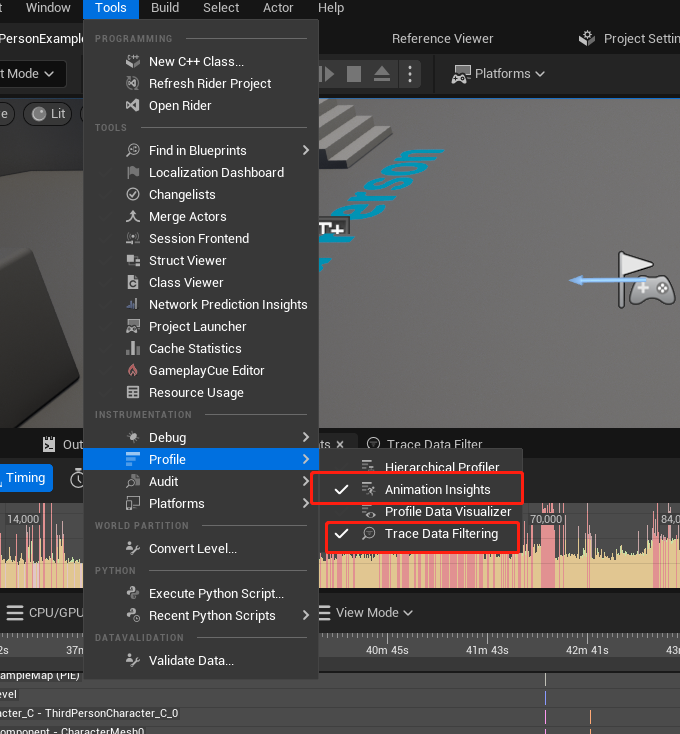 Window Tools Build Select Actor Help
PersonExample Reference Viewer Project Settin
t Mode Platforms
e Lit
PROGRAMMING
New C++ Class...
Refresh Rider Project
Open Rider
TOOLS
Find in Blueprints
Localization Dashboard
Changelists
Merge Actors
Session Frontend
Struct Viewer
Class Viewer
Network Prediction Insights
Project Launcher
Cache Statistics
GameplayCue Editor
Resource Usage
INSTRUMENTATION
Debug
Profile
Audit
Platforms
WORLD PARTITION
Convert Level...
PYTHON
Execute Python Script...
Recent Python Scripts
DATAVALIDATION
Validate Data...
Out
ts × Trace Data Filter
Hierarchical Profiler
Animation Insights
Profile Data Visualizer
Trace Data Filtering
Timing
14,000 70,000 84,0
CPU/GPU View Mode
2s 37m 40m 45s 41m 43s 42m 41s 43
ampleMap (PIE)
evel
acter_C - ThirdPersonCharacter_C_0
omponent - CharacterMesh0